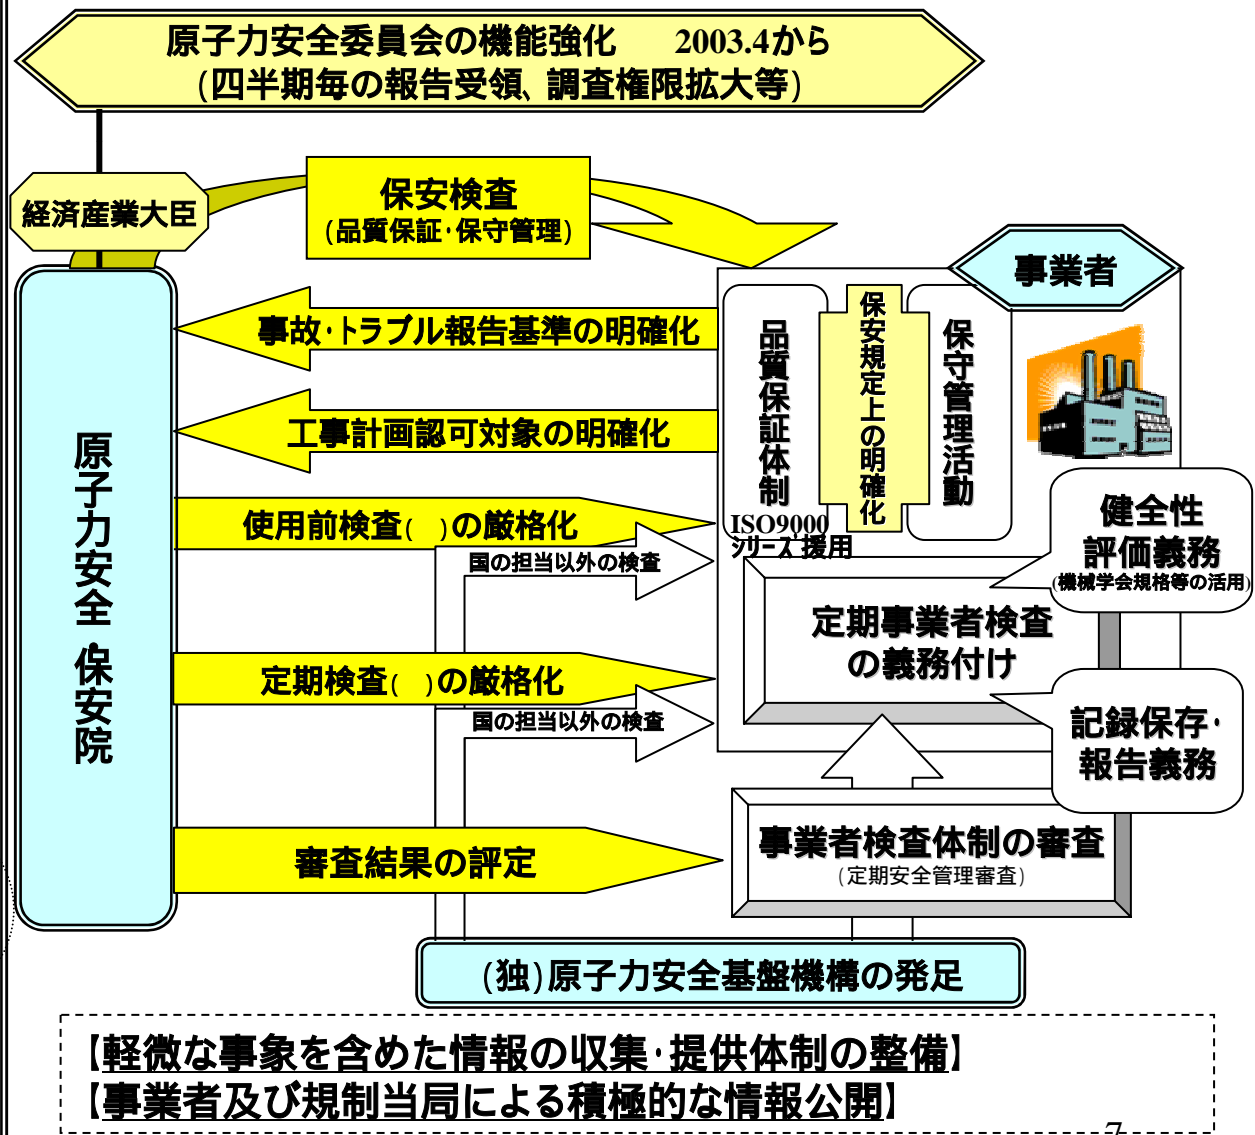 原子力安全委員会の機能強化　2003.4から
(四半期毎の報告受領、調査権限拡大等)
経済産業大臣
保安検査
(品質保証・保守管理)
事業者
事故・トラブル報告基準の明確化
工事計画認可対象の明確化
品質保証体制
ISO9000
シリーズ援用
保安規定上の明確化
保守管理活動
原子力安全・保安院
使用前検査(　)の厳格化
国の担当以外の検査
健全性
評価義務
(機械学会規格等の活用)
定期事業者検査
の義務付け
定期検査(　)の厳格化
国の担当以外の検査
記録保存・
報告義務
審査結果の評定
事業者検査体制の審査
(定期安全管理審査)
(独)原子力安全基盤機構の発足
【軽微な事象を含めた情報の収集・提供体制の整備】
【事業者及び規制当局による積極的な情報公開】
7